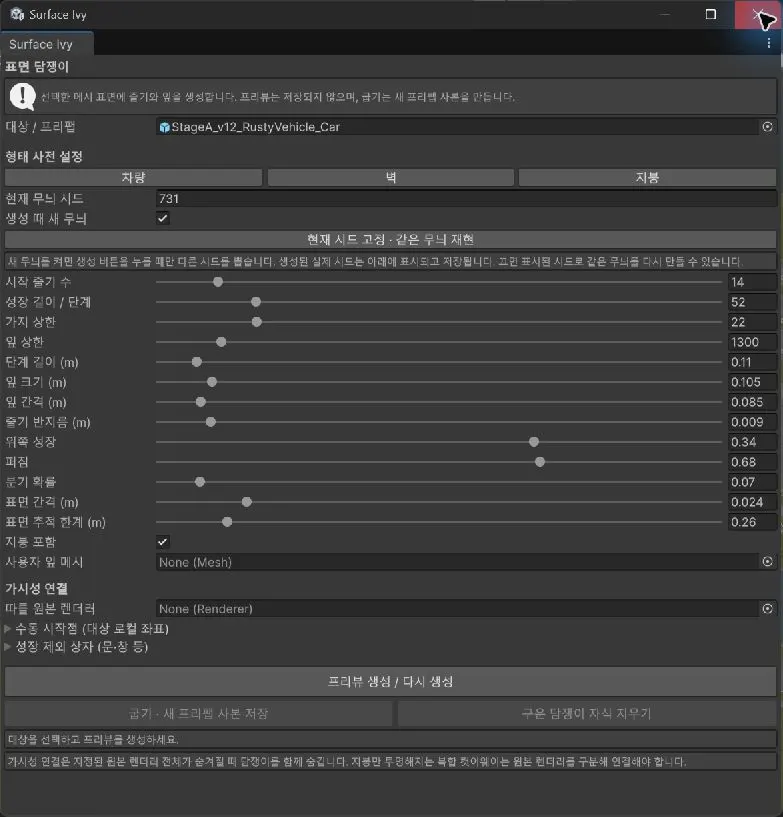 Surface Ivy
Surface Ivy
표면 담쟁이
선택한 메시 표면에 줄기와 잎을 생성합니다. 프리뷰는 저장되지 않으며, 굽기는 새 프리팹 사본을 만듭니다.
대상 / 프리팹 StageA_v12_RustyVehicle_Car
형태 사전 설정
차량 벽 지붕
현재 무늬 시드 731
생성 때 새 무늬
현재 시드 고정 · 같은 무늬 재현
새 무늬를 켜면 생성 버튼을 누를 때만 다른 시드를 뽑습니다. 생성된 실제 시드는 아래에 표시되고 저장됩니다. 끄면 표시된 시드로 같은 무늬를 다시 만들 수 있습니다.
시작 줄기 수 14
성장 길이 / 단계 52
가지 상한 22
잎 상한 1300
단계 길이 (m) 0.11
잎 크기 (m) 0.105
잎 간격 (m) 0.085
줄기 반지름 (m) 0.009
위쪽 성장 0.34
퍼짐 0.68
분기 확률 0.07
표면 간격 (m) 0.024
표면 추적 한계 (m) 0.26
지붕 포함
사용자 잎 메시 None (Mesh)
가시성 연결
따를 원본 렌더러 None (Renderer)
수동 시작점 (대상 로컬 좌표)
성장 제외 상자 (문·창 등)
프리뷰 생성 / 다시 생성
굽기 · 새 프리팹 사본 저장 구운 담쟁이 자식 지우기
대상을 선택하고 프리뷰를 생성하세요.
가시성 연결은 지정된 원본 렌더러 전체가 숨겨질 때 담쟁이를 함께 숨깁니다. 지붕만 투명해지는 복합 컷어웨이는 원본 렌더러를 구분해 연결해야 합니다.